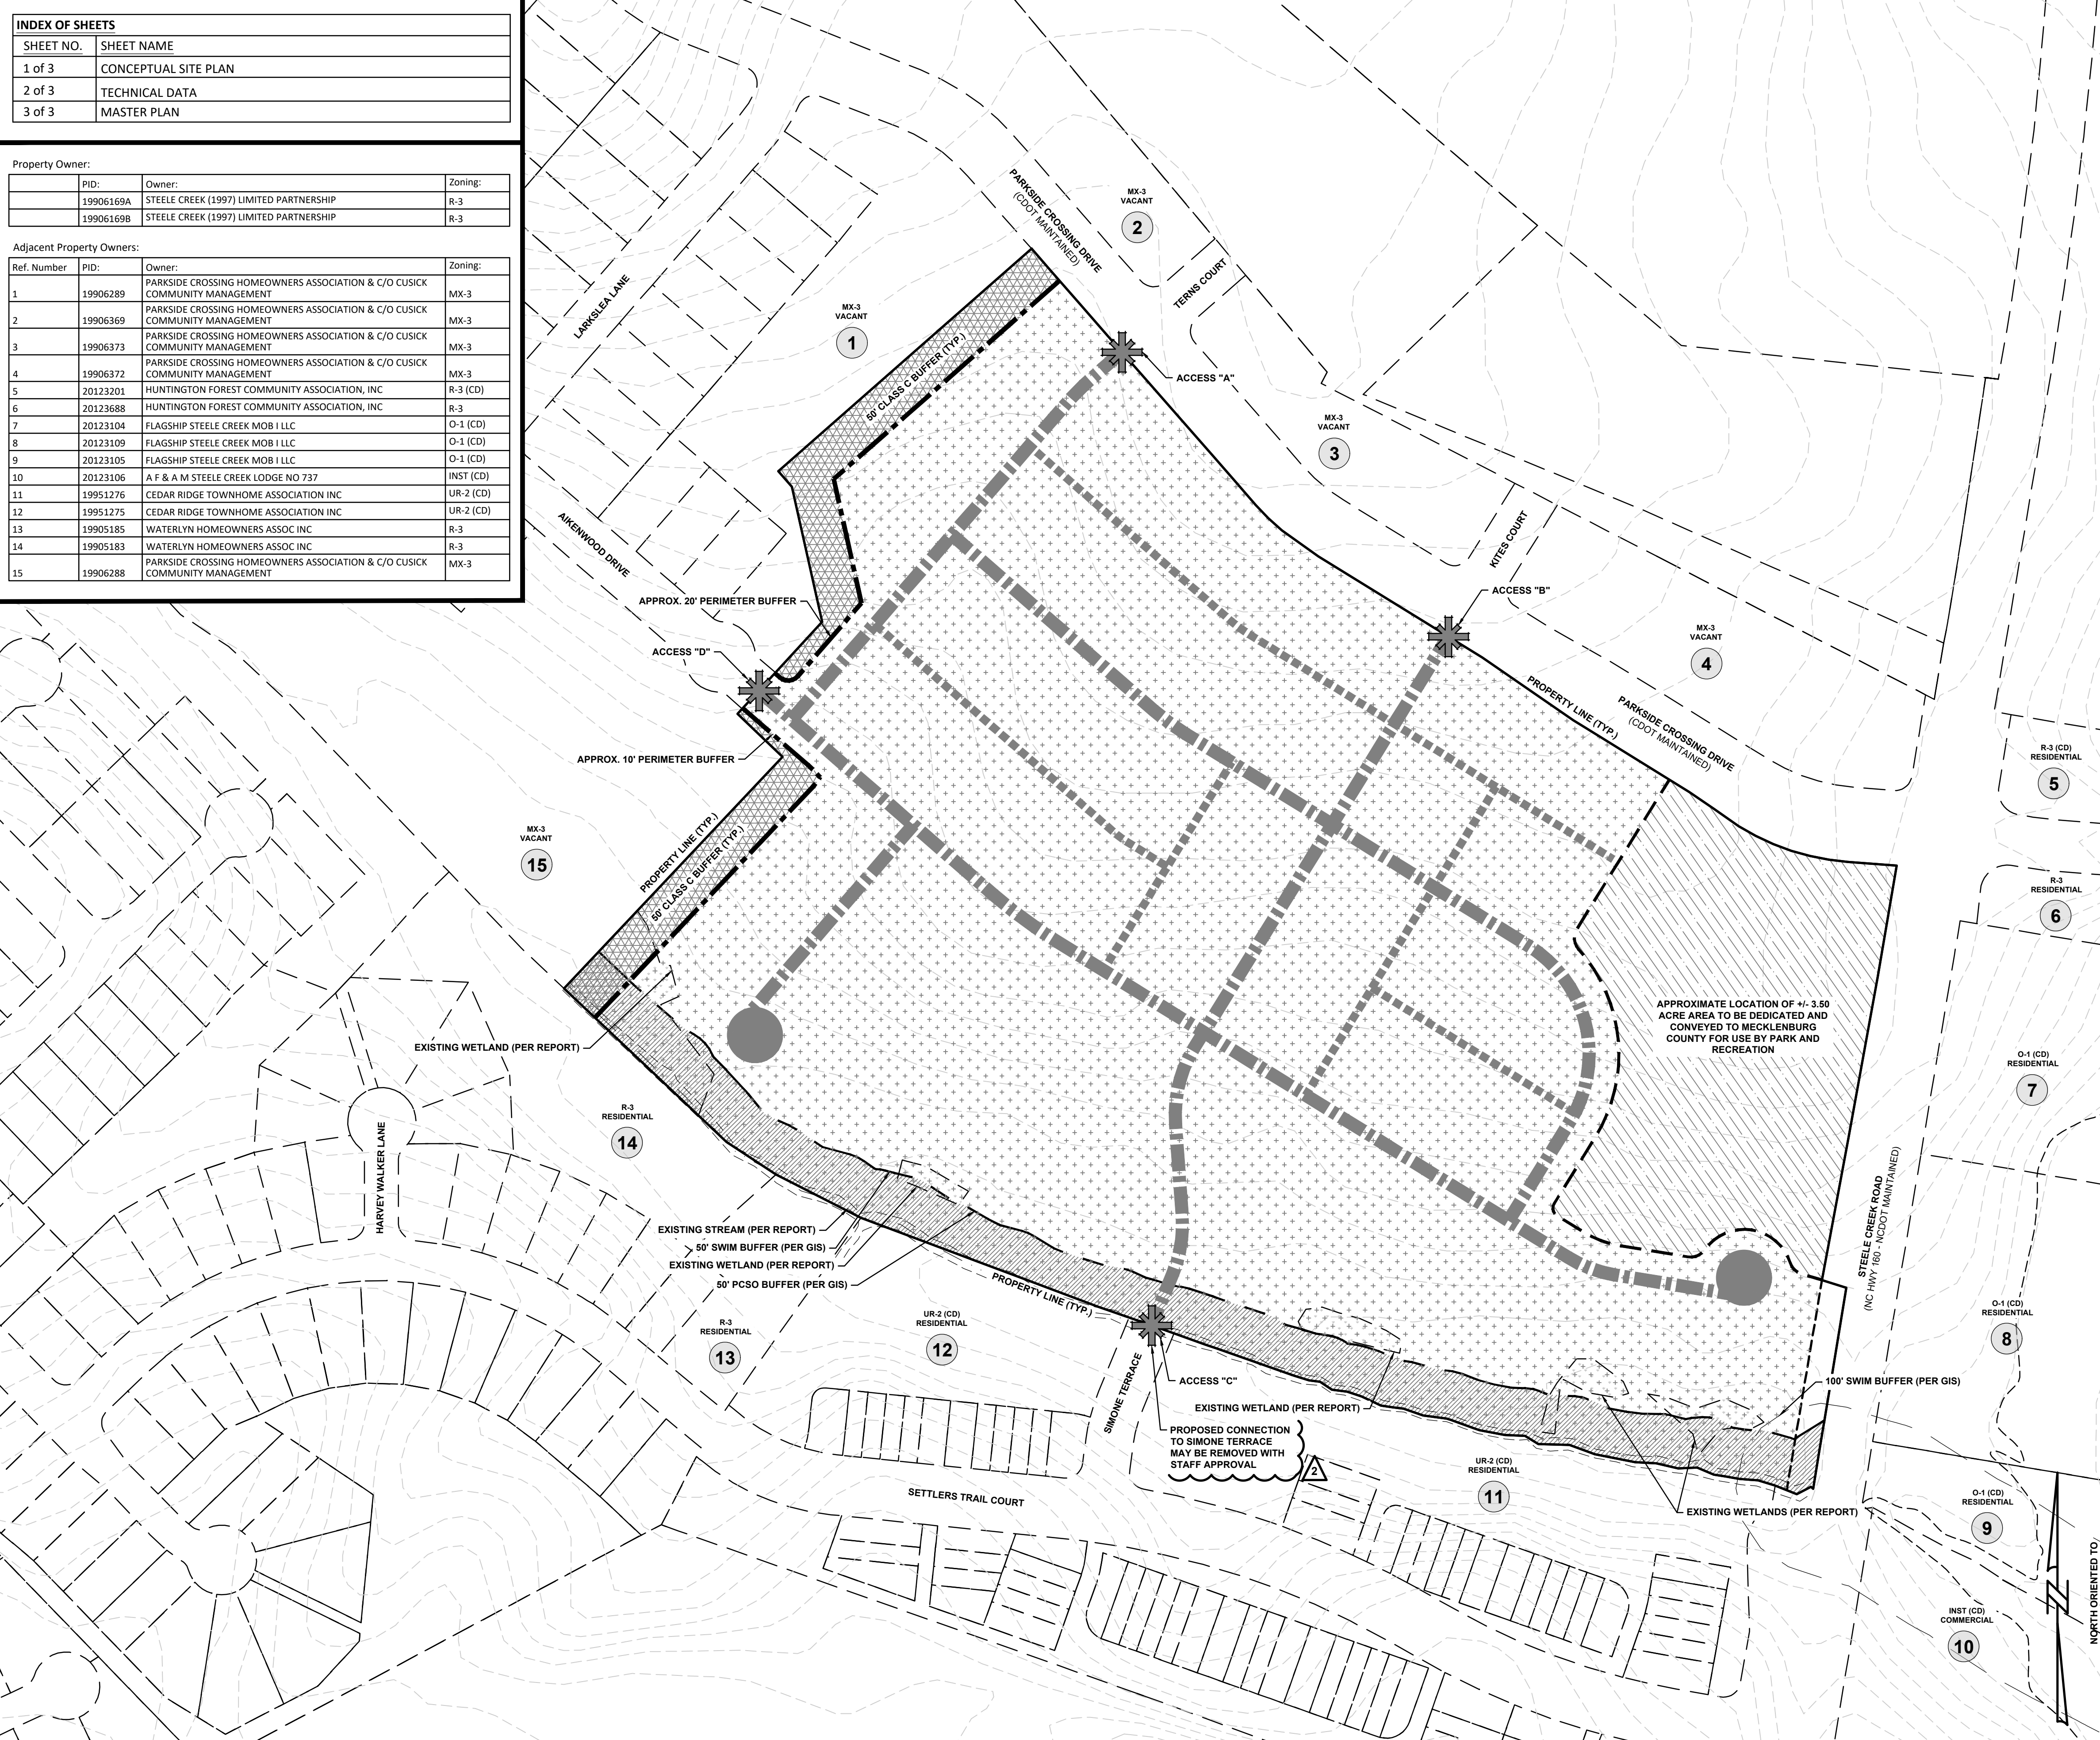 INDEX OF SHEETS
SHEET NO. SHEET NAME
1 of 3 CONCEPTUAL SITE PLAN
2 of 3 TECHNICAL DATA
3 of 3 MASTER PLAN
Property Owner:
PID: Owner: Zoning:
19906169A STEELE CREEK (1997) LIMITED PARTNERSHIP R-3
19906169B STEELE CREEK (1997) LIMITED PARTNERSHIP R-3
Adjacent Property Owners:
Ref. Number PID: Owner: Zoning:
1 19906289 PARKSIDE CROSSING HOMEOWNERS ASSOCIATION & C/O CUSICK
COMMUNITY MANAGEMENT MX-3
2 19906369 PARKSIDE CROSSING HOMEOWNERS ASSOCIATION & C/O CUSICK
COMMUNITY MANAGEMENT MX-3
3 19906373 PARKSIDE CROSSING HOMEOWNERS ASSOCIATION & C/O CUSICK
COMMUNITY MANAGEMENT MX-3
4 19906372 PARKSIDE CROSSING HOMEOWNERS ASSOCIATION & C/O CUSICK
COMMUNITY MANAGEMENT MX-3
5 20123201 HUNTINGTON FOREST COMMUNITY ASSOCIATION, INC R-3 (CD)
6 20123688 HUNTINGTON FOREST COMMUNITY ASSOCIATION, INC R-3
7 20123104 FLAGSHIP STEELE CREEK MOB I LLC O-1 (CD)
8 20123109 FLAGSHIP STEELE CREEK MOB I LLC O-1 (CD)
9 20123105 FLAGSHIP STEELE CREEK MOB I LLC O-1 (CD)
10 20123106 A F & A M STEELE CREEK LODGE NO 737 INST (CD)
11 19951276 CEDAR RIDGE TOWNHOME ASSOCIATION INC UR-2 (CD)
12 19951275 CEDAR RIDGE TOWNHOME ASSOCIATION INC UR-2 (CD)
13 19905185 WATERLYN HOMEOWNERS ASSOC INC R-3
14 19905183 WATERLYN HOMEOWNERS ASSOC INC R-3
15 19906288 PARKSIDE CROSSING HOMEOWNERS ASSOCIATION & C/O CUSICK
COMMUNITY MANAGEMENT MX-3
PARKSIDE CROSSING DRIVE
(CDOT MAINTAINED)
MX-3
VACANT
2
TERNS COURT
LARKSLEA LANE
MX-3
VACANT
1
50' CLASS C BUFFER (TYP.)
ACCESS "A"
MX-3
VACANT
3
KITES COURT
AIKENWOOD DRIVE
ACCESS "B"
APPROX. 20' PERIMETER BUFFER
MX-3
VACANT
4
ACCESS "D"
PROPERTY LINE (TYP.)
PARKSIDE CROSSING DRIVE
(CDOT MAINTAINED)
APPROX. 10' PERIMETER BUFFER
R-3 (CD)
RESIDENTIAL
5
MX-3
VACANT
15
PROPERTY LINE (TYP.)
50' CLASS C BUFFER (TYP.)
R-3
RESIDENTIAL
6
APPROXIMATE LOCATION OF +/- 3.50
ACRE AREA TO BE DEDICATED AND
CONVEYED TO MECKLENBURG
COUNTY FOR USE BY PARK AND
RECREATION
EXISTING WETLAND (PER REPORT)
O-1 (CD)
RESIDENTIAL
7
R-3
RESIDENTIAL
14
HARVEY WALKER LANE
STEELE CREEK ROAD
(NC HWY 160 - NCDOT MAINTAINED)
EXISTING STREAM (PER REPORT)
50' SWIM BUFFER (PER GIS)
EXISTING WETLAND (PER REPORT)
50' PCSO BUFFER (PER GIS)
PROPERTY LINE (TYP.)
R-3
RESIDENTIAL
13
UR-2 (CD)
RESIDENTIAL
12
O-1 (CD)
RESIDENTIAL
8
SIMONE TERRACE
ACCESS "C"
100' SWIM BUFFER (PER GIS)
EXISTING WETLAND (PER REPORT)
PROPOSED CONNECTION
TO SIMONE TERRACE
MAY BE REMOVED WITH
STAFF APPROVAL
2
UR-2 (CD)
RESIDENTIAL
11
SETTLERS TRAIL COURT
EXISTING WETLANDS (PER REPORT)
O-1 (CD)
RESIDENTIAL
9
INST (CD)
COMMERCIAL
10
NORTH ORIENTED TO